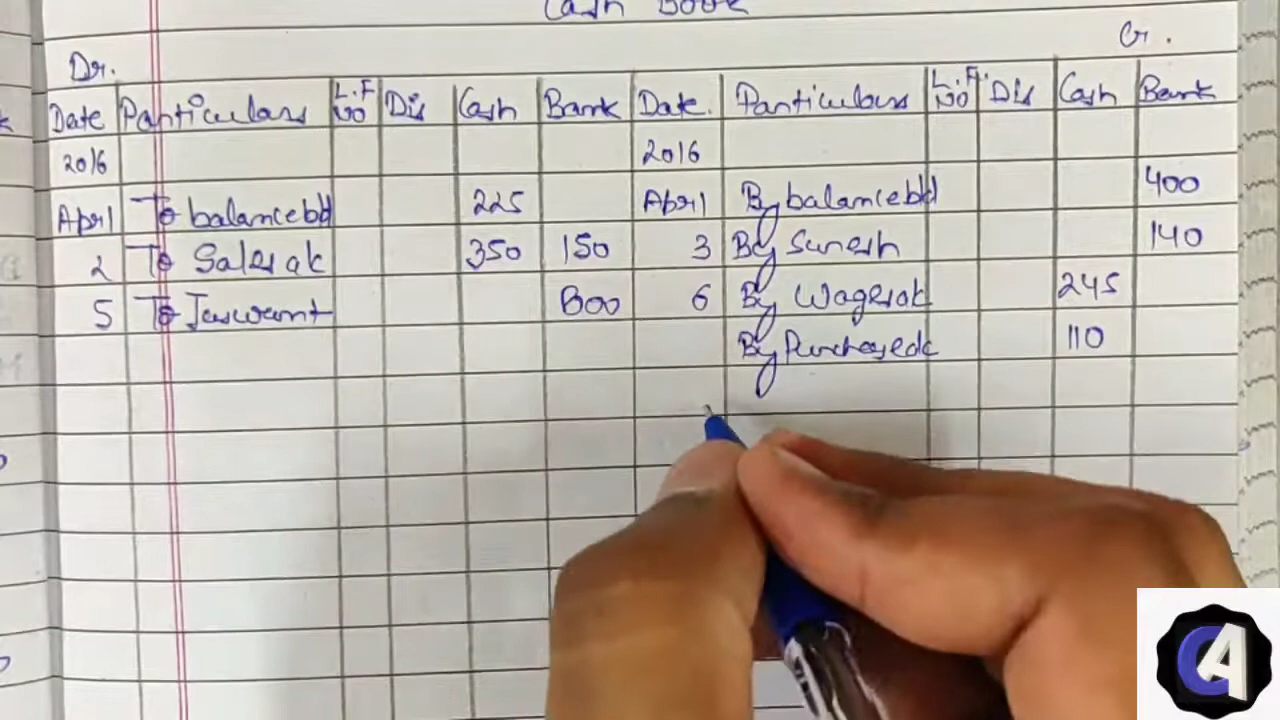 Cash Book
Dr. Cr.
Date Particulars L.F No Dis Cash Bank Date Particulars L.F No Dis Cash Bank
2016 2016
April To balance b/d 225 April By balance b/d 400
2 To Sales a/c 350 150 3 By Suresh 140
5 To Jaswant 800 6 By Wages a/c 245
By Purchase a/c 110
CA